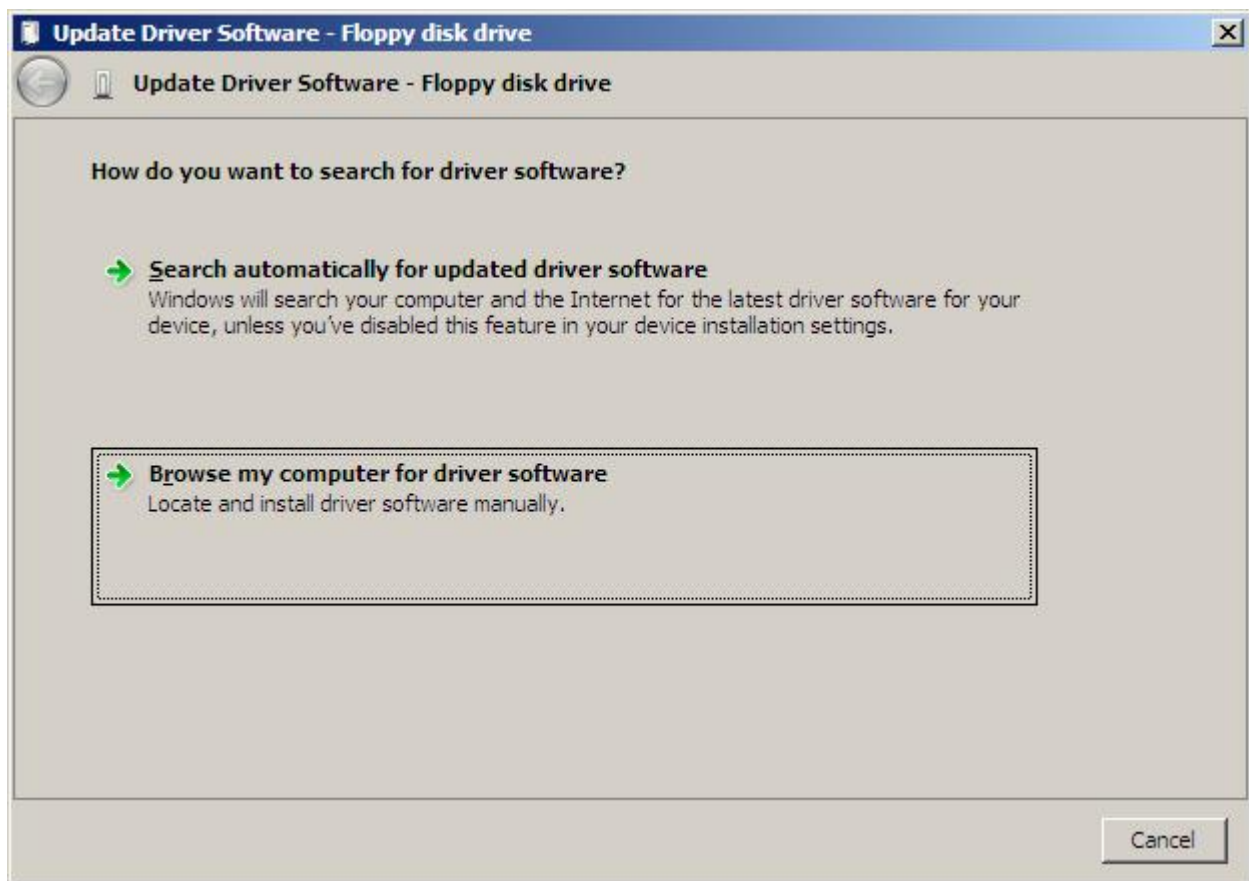 Update Driver Software - Floppy disk drive
Update Driver Software - Floppy disk drive
How do you want to search for driver software?
Search automatically for updated driver software
Windows will search your computer and the Internet for the latest driver software for your
device, unless you've disabled this feature in your device installation settings.
Browse my computer for driver software
Locate and install driver software manually.
Cancel